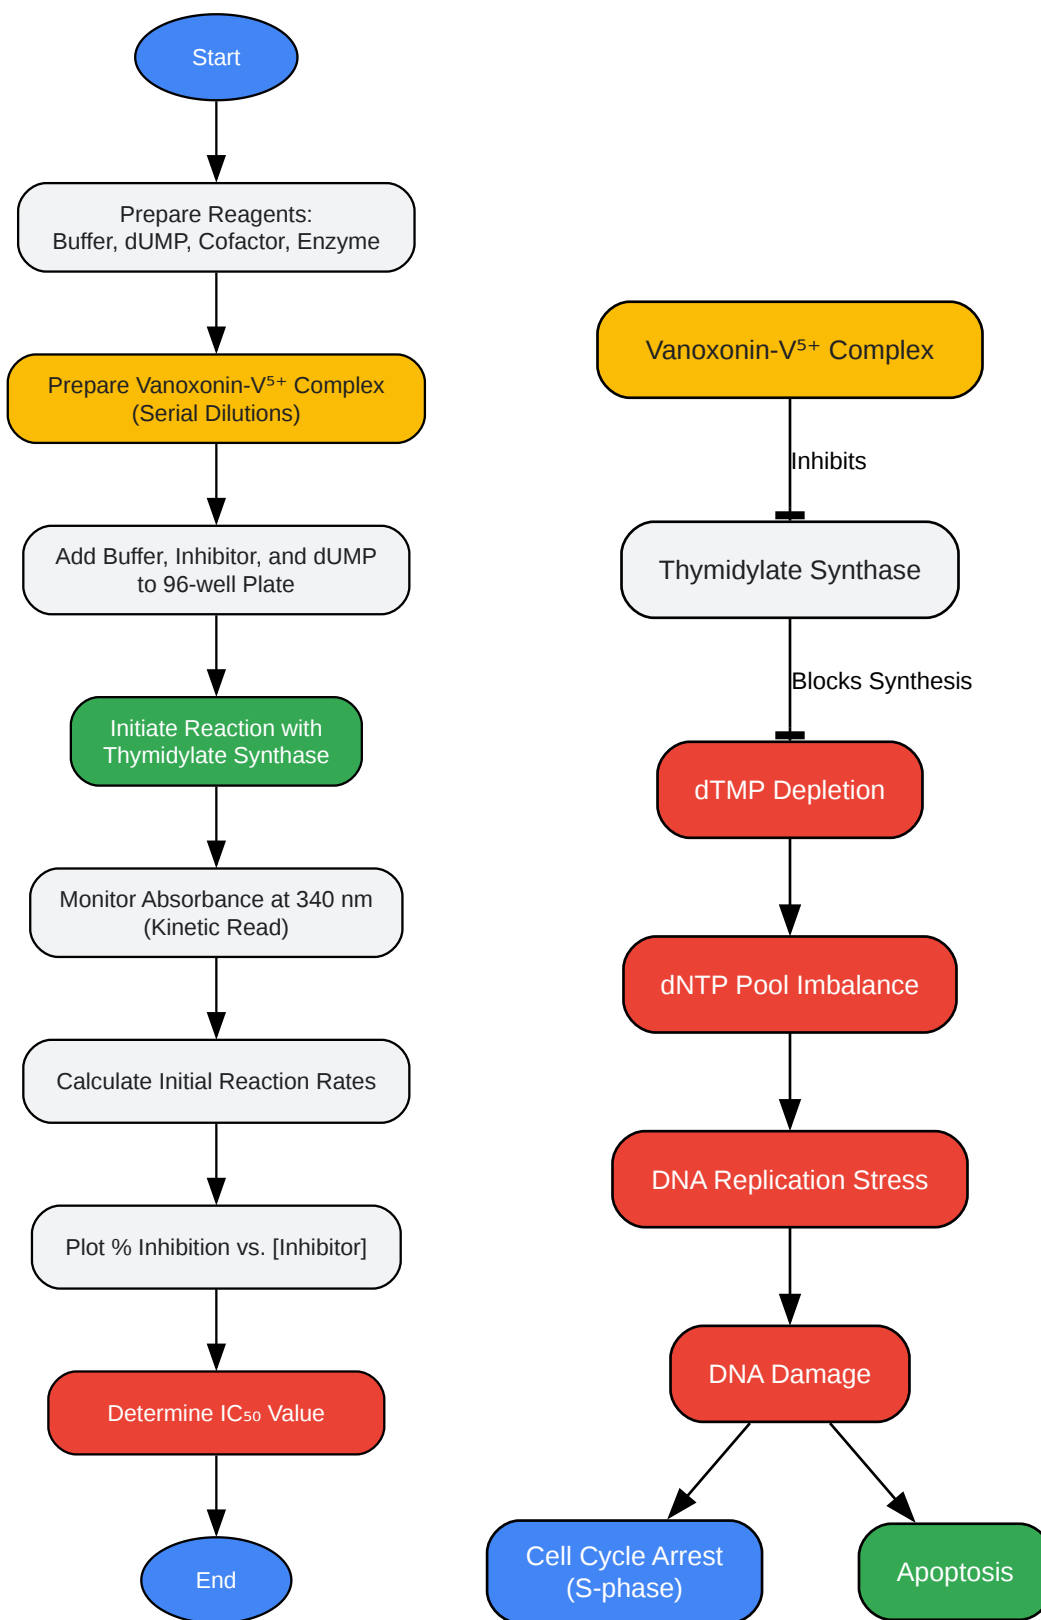 Start
Prepare Reagents:
Buffer, dUMP, Cofactor, Enzyme
Prepare Vanoxonin-V⁵⁺ Complex
(Serial Dilutions)
Add Buffer, Inhibitor, and dUMP
to 96-well Plate
Initiate Reaction with
Thymidylate Synthase
Monitor Absorbance at 340 nm
(Kinetic Read)
Calculate Initial Reaction Rates
Plot % Inhibition vs. [Inhibitor]
Determine IC₅₀ Value
End
Vanoxonin-V⁵⁺ Complex
Inhibits
Thymidylate Synthase
Blocks Synthesis
dTMP Depletion
dNTP Pool Imbalance
DNA Replication Stress
DNA Damage
Cell Cycle Arrest
(S-phase)
Apoptosis